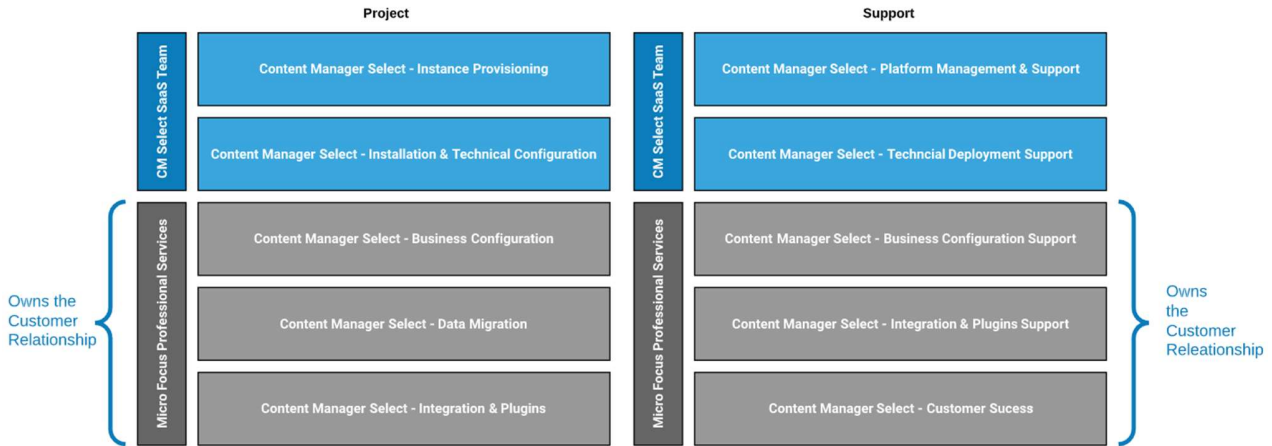 Project
CM Select SaaS Team
Content Manager Select - Instance Provisioning
Content Manager Select - Installation & Technical Configuration
Micro Focus Professional Services
Content Manager Select - Business Configuration
Content Manager Select - Data Migration
Content Manager Select - Integration & Plugins
Owns the
Customer
Relationship
Support
CM Select SaaS Team
Content Manager Select - Platform Management & Support
Content Manager Select - Techncial Deployment Support
Micro Focus Professional Services
Content Manager Select - Business Configuration Support
Content Manager Select - Integration & Plugins Support
Content Manager Select - Customer Sucess
Owns
the
Customer
Releationship